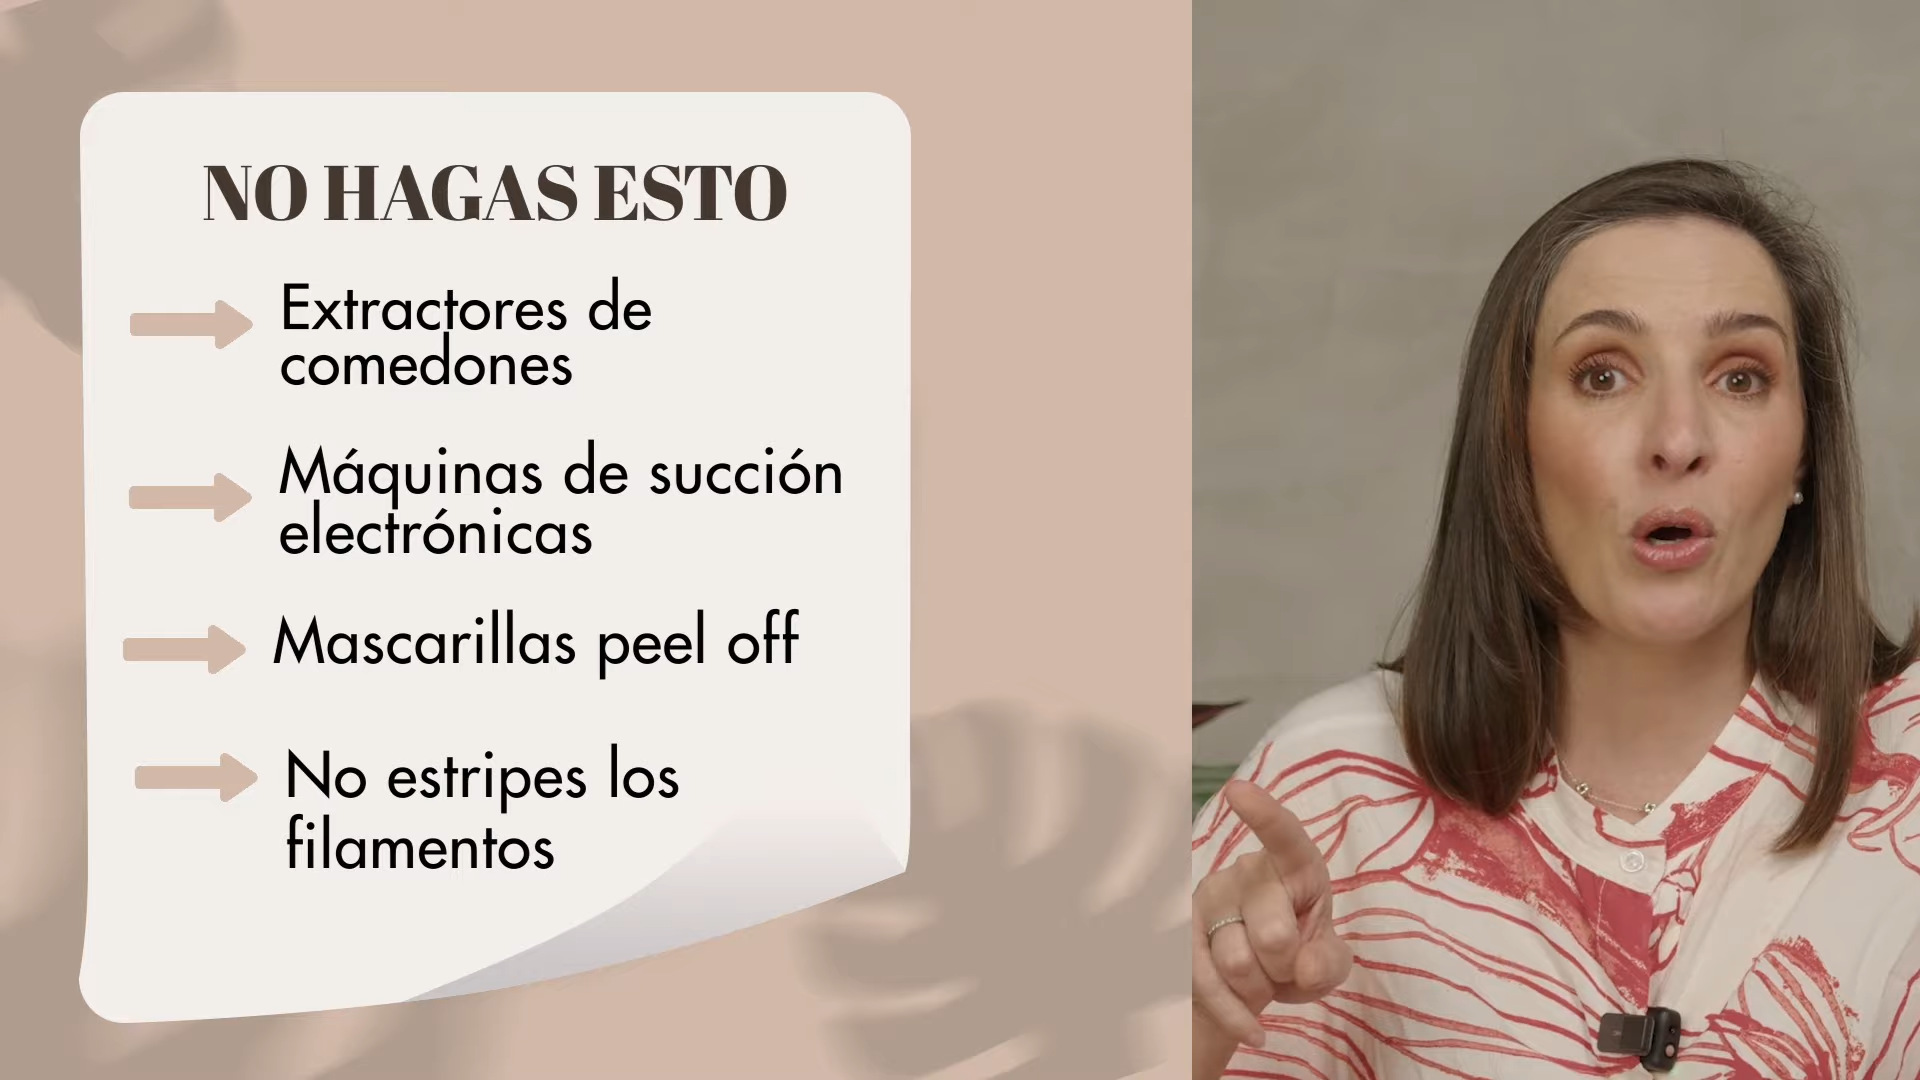 NO HAGAS ESTO
Extractores de
comedones
Máquinas de succión
electrónicas
Mascarillas peel off
No estripes los
filamentos